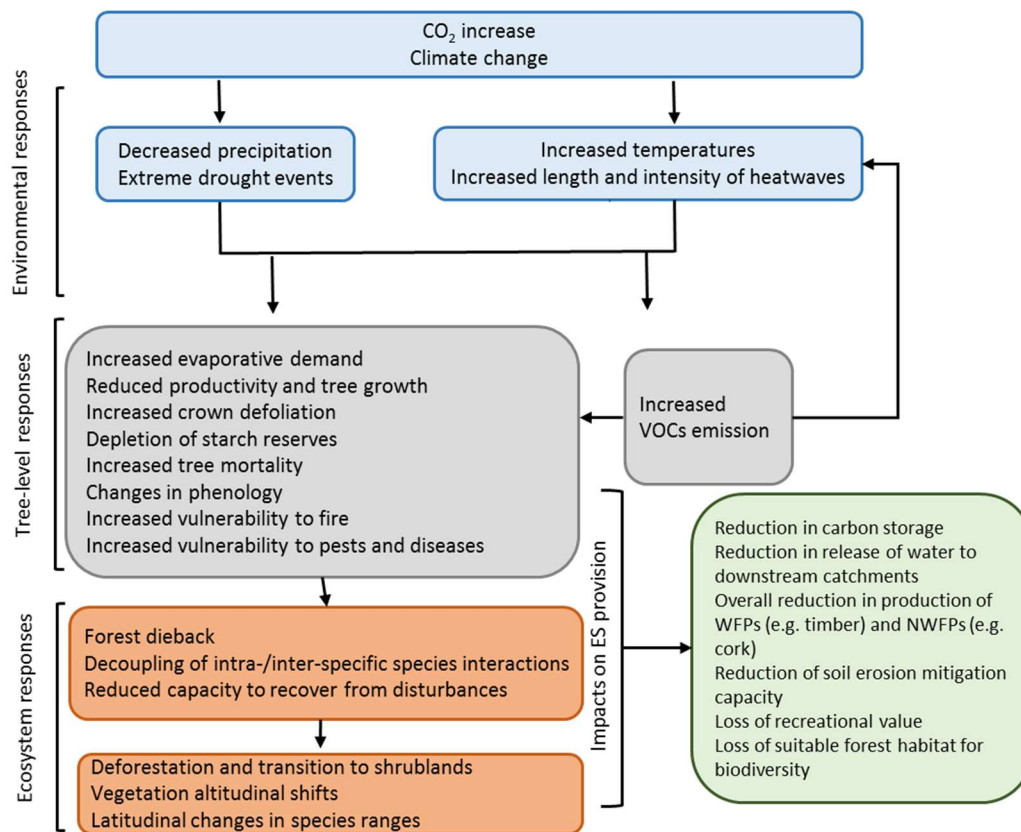 CO₂ increase
Climate change
Environmental responses
Decreased precipitation
Extreme drought events
Increased temperatures
Increased length and intensity of heatwaves
Tree-level responses
Increased evaporative demand
Reduced productivity and tree growth
Increased crown defoliation
Depletion of starch reserves
Increased tree mortality
Changes in phenology
Increased vulnerability to fire
Increased vulnerability to pests and diseases
Increased
VOCs emission
Ecosystem responses
Forest dieback
Decoupling of intra-/inter-specific species interactions
Reduced capacity to recover from disturbances
Deforestation and transition to shrublands
Vegetation altitudinal shifts
Latitudinal changes in species ranges
Impacts on ES provision
Reduction in carbon storage
Reduction in release of water to
downstream catchments
Overall reduction in production of
WFPs (e.g. timber) and NWFPs (e.g.
cork)
Reduction of soil erosion mitigation
capacity
Loss of recreational value
Loss of suitable forest habitat for
biodiversity